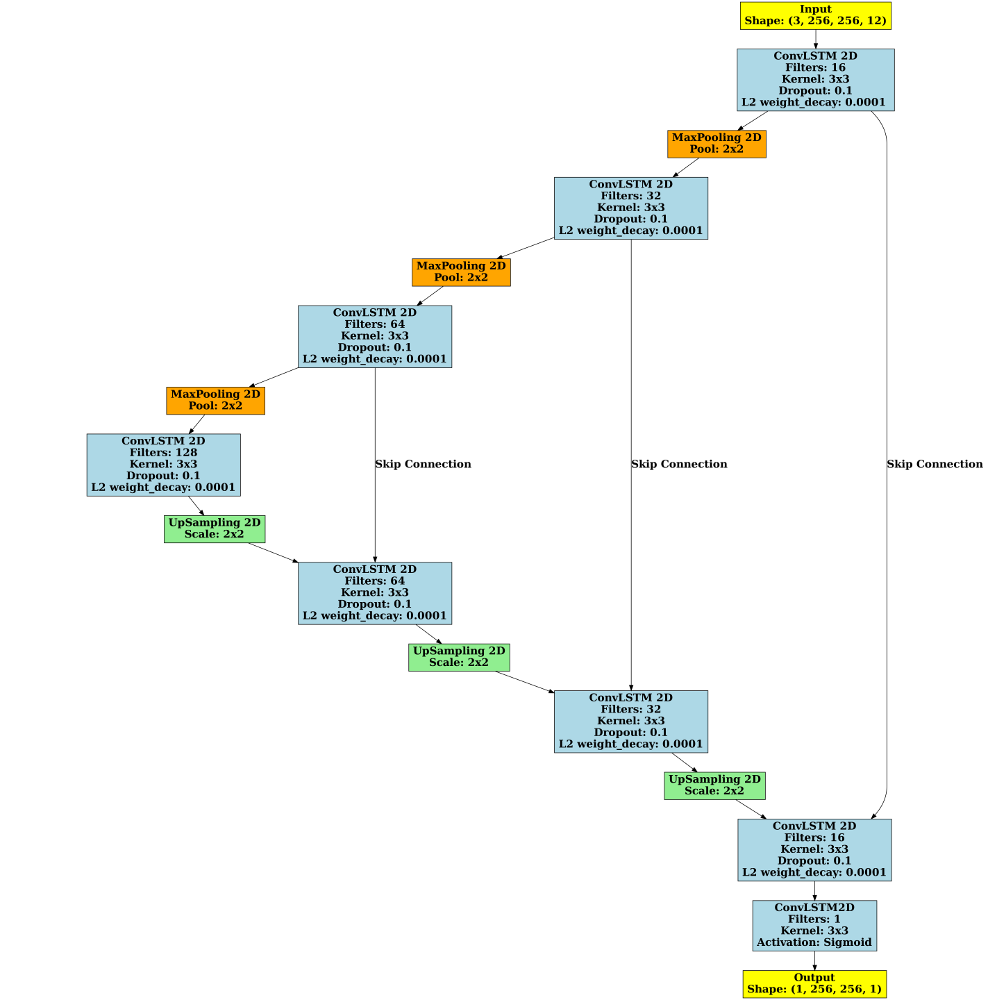 Input
Shape: (3, 256, 256, 12)
ConvLSTM 2D
Filters: 16
Kernel: 3x3
Dropout: 0.1
L2 weight_decay: 0.0001
MaxPooling 2D
Pool: 2x2
ConvLSTM 2D
Filters: 32
Kernel: 3x3
Dropout: 0.1
L2 weight_decay: 0.0001
MaxPooling 2D
Pool: 2x2
ConvLSTM 2D
Filters: 64
Kernel: 3x3
Dropout: 0.1
L2 weight_decay: 0.0001
MaxPooling 2D
Pool: 2x2
ConvLSTM 2D
Filters: 128
Kernel: 3x3
Dropout: 0.1
L2 weight_decay: 0.0001
Skip Connection
Skip Connection
Skip Connection
UpSampling 2D
Scale: 2x2
ConvLSTM 2D
Filters: 64
Kernel: 3x3
Dropout: 0.1
L2 weight_decay: 0.0001
UpSampling 2D
Scale: 2x2
ConvLSTM 2D
Filters: 32
Kernel: 3x3
Dropout: 0.1
L2 weight_decay: 0.0001
UpSampling 2D
Scale: 2x2
ConvLSTM 2D
Filters: 16
Kernel: 3x3
Dropout: 0.1
L2 weight_decay: 0.0001
ConvLSTM2D
Filters: 1
Kernel: 3x3
Activation: Sigmoid
Output
Shape: (1, 256, 256, 1)